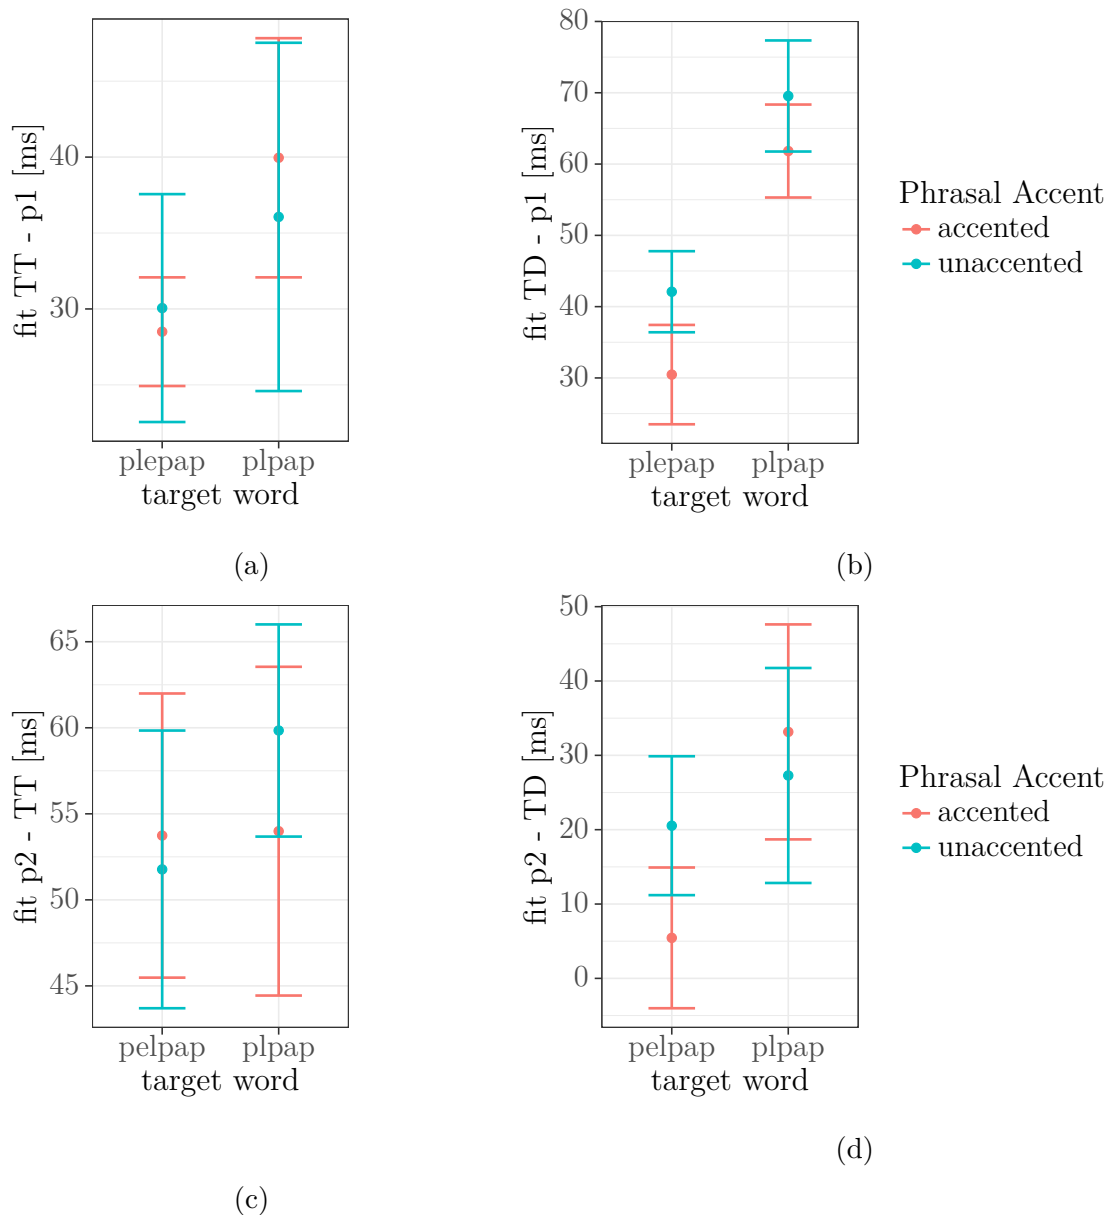 fit TT - p1 [ms]
40
30
plepap plpap
target word
(a)
fit TD - p1 [ms]
80
70
60
50
40
30
plepap plpap
target word
(b)
Phrasal Accent
accented
unaccented
fit p2 - TT [ms]
65
60
55
50
45
pelpap plpap
target word
(c)
fit p2 - TD [ms]
50
40
30
20
10
0
pelpap plpap
target word
(d)
Phrasal Accent
accented
unaccented